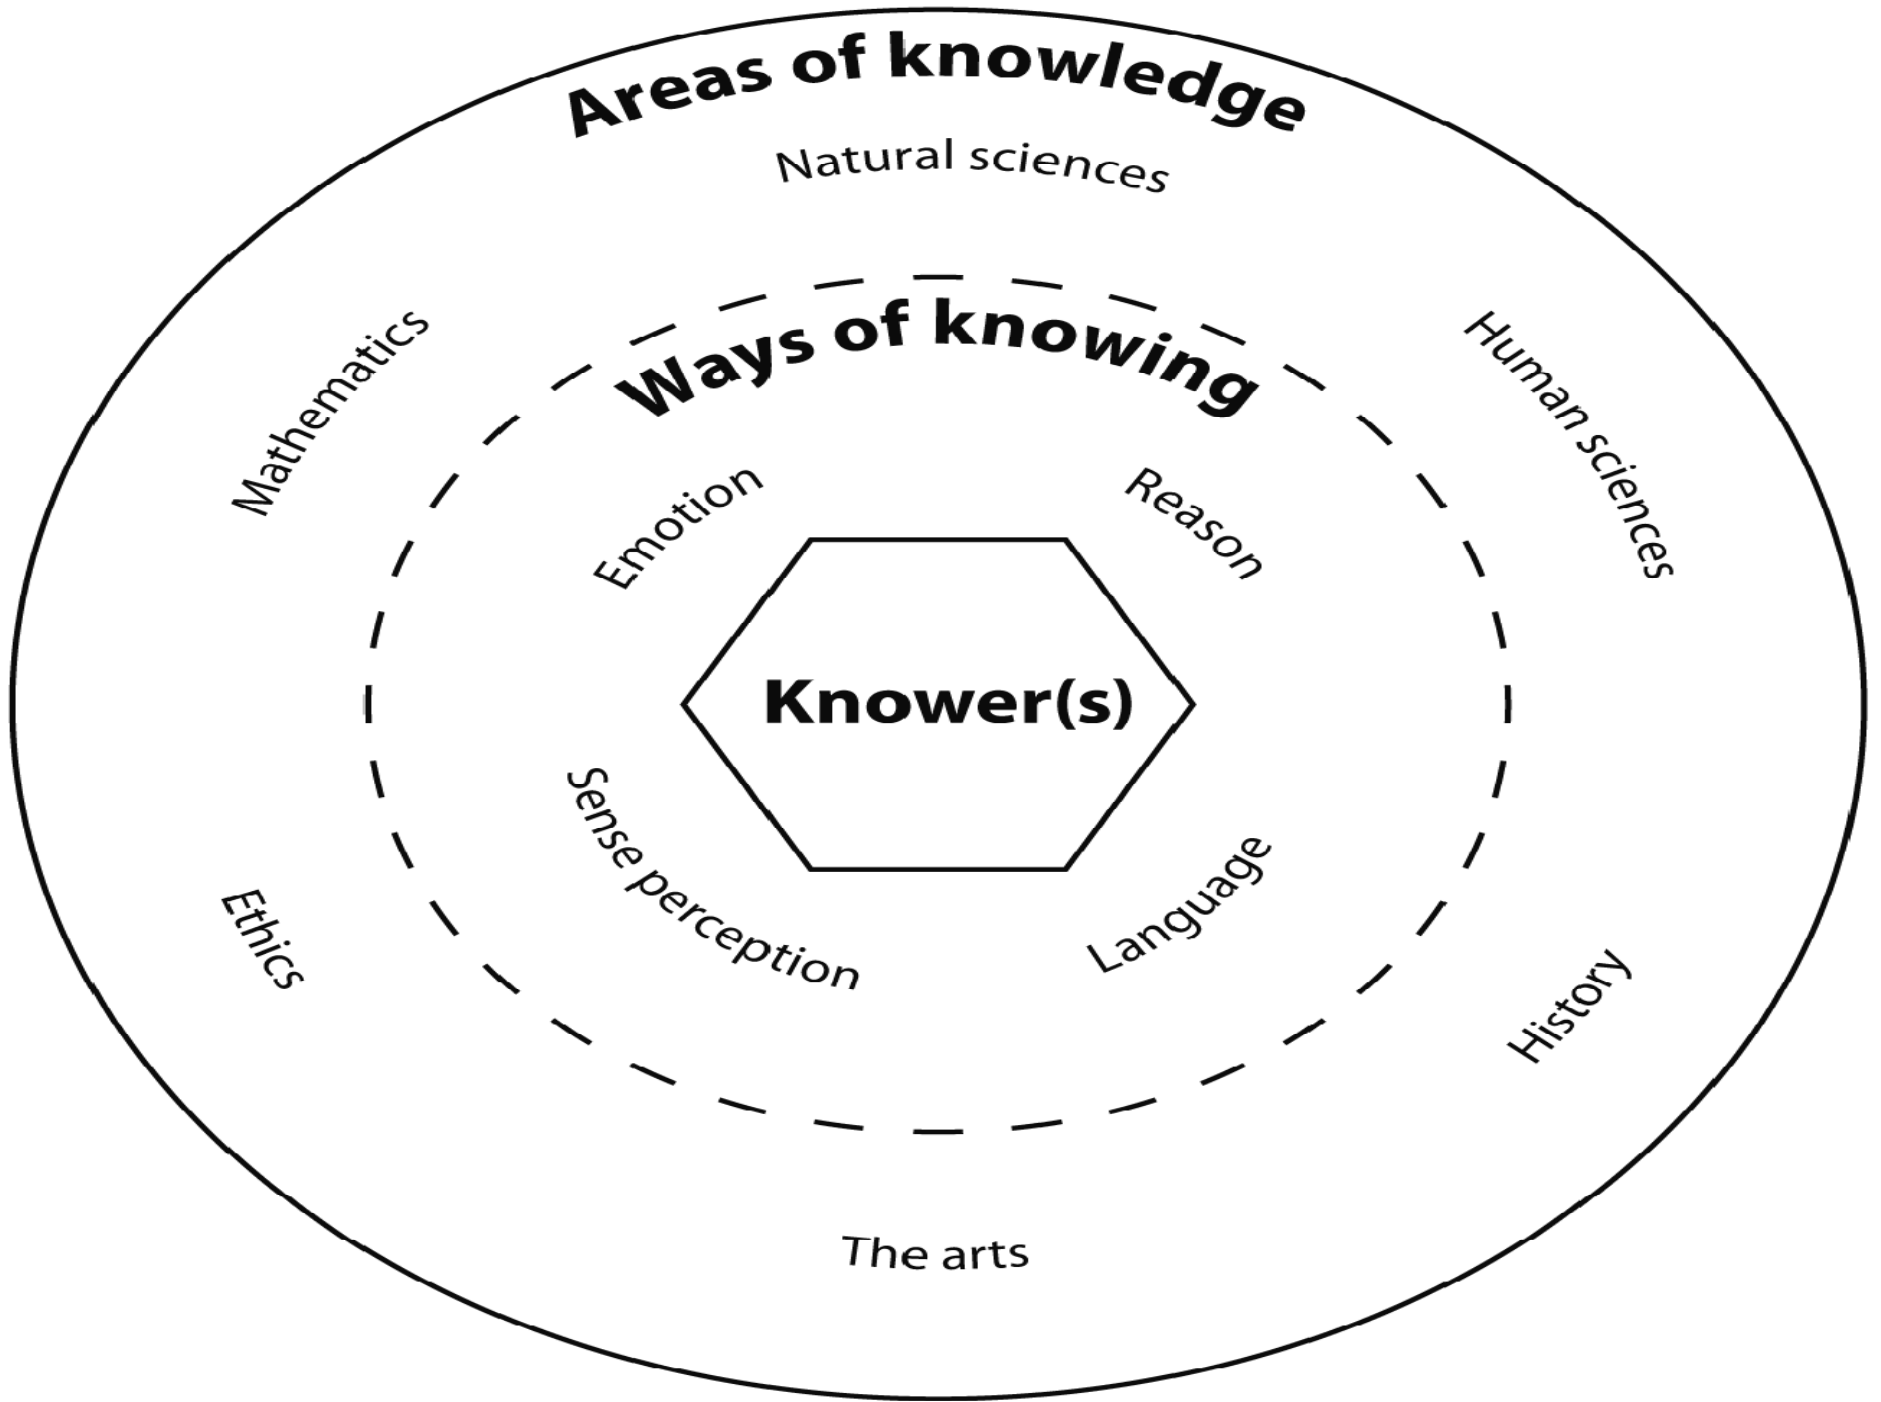 Areas of knowledge
Natural sciences
Mathematics
Human sciences
Ways of knowing
Emotion
Reason
Knower(s)
Sense perception
Language
Ethics
History
The arts